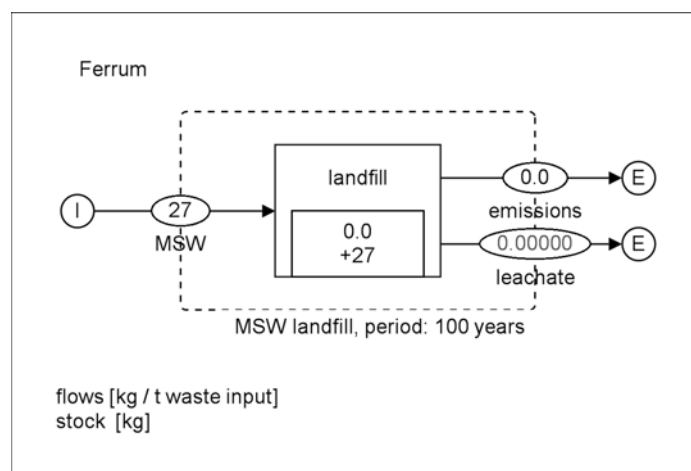 Ferrum
I
27
MSW
landfill
0.0
+27
0.0
emissions
E
0.00000
leachate
E
MSW landfill, period: 100 years
flows [kg / t waste input]
stock [kg]